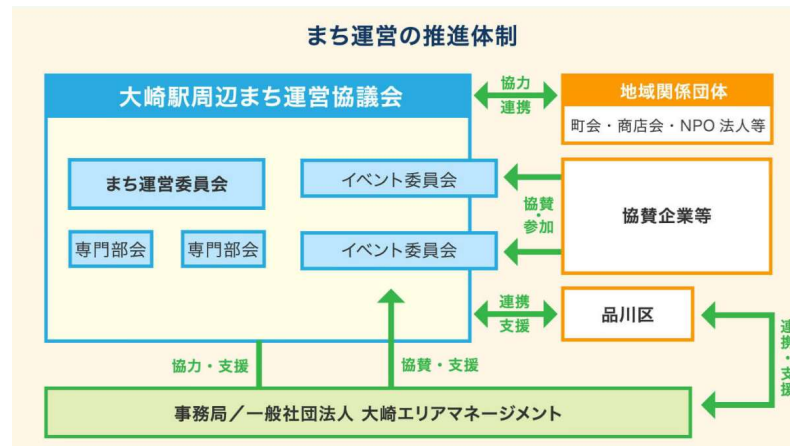 まち運営の推進体制
大崎駅周辺まち運営協議会
協力
連携
地域関係団体
町会・商店会・NPO 法人等
まち運営委員会
イベント委員会
協賛・参加
協賛企業等
専門部会
専門部会
イベント委員会
連携
支援
品川区
連携・支援
協力・支援
協賛・支援
事務局／一般社団法人 大崎エリアマネージメント